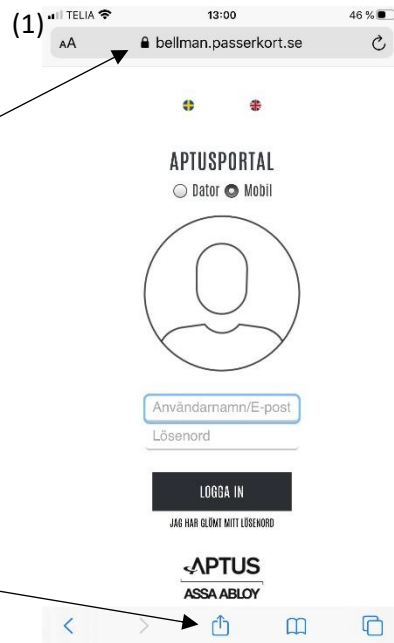 (1)
TELIA 13:00 46 %
AA bellman.passerkort.se
APTUSPORTAL
Dator Mobil
Användarnamn/E-post
Lösenord
LOGGA IN
JAG HAR GLÖMT MITT LÖSENORD
APTUS
ASSA ABLOY